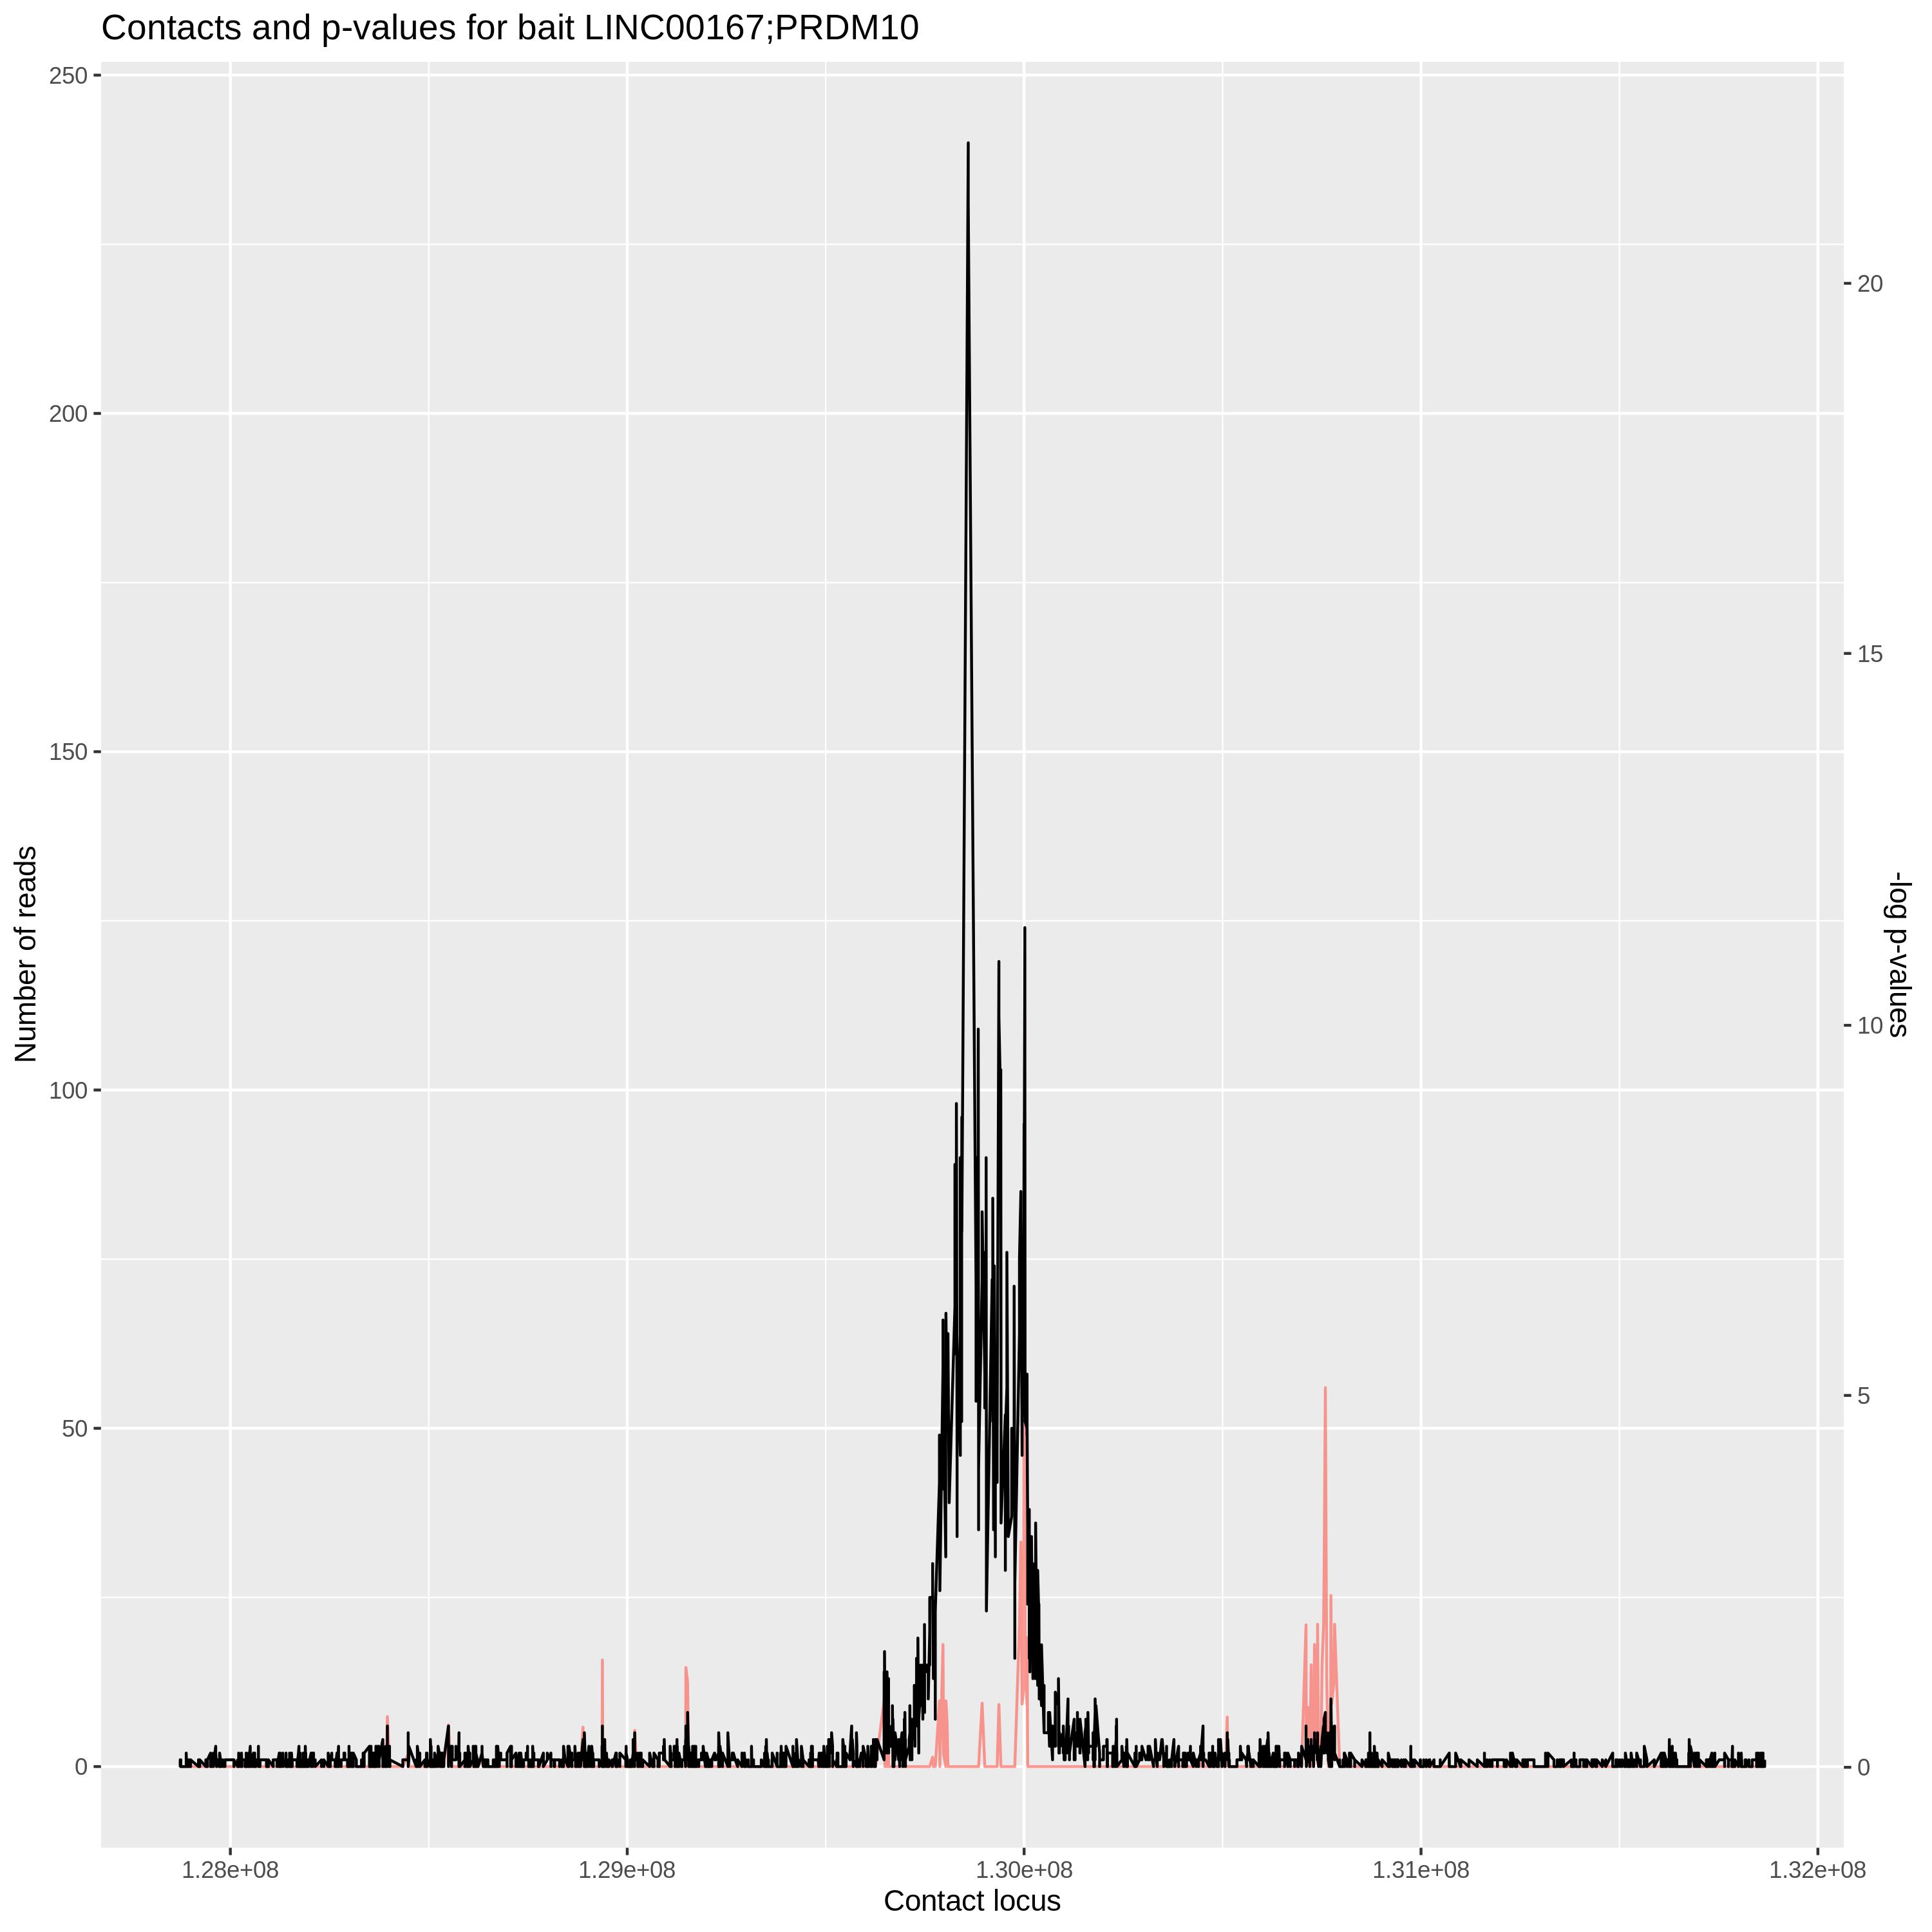 Contacts and p-values for bait LINC00167;PRDM10
250
200
150
100
50
0
Number of reads
20
15
10
5
0
-log p-values
1.28e+08
1.29e+08
1.30e+08
1.31e+08
1.32e+08
Contact locus